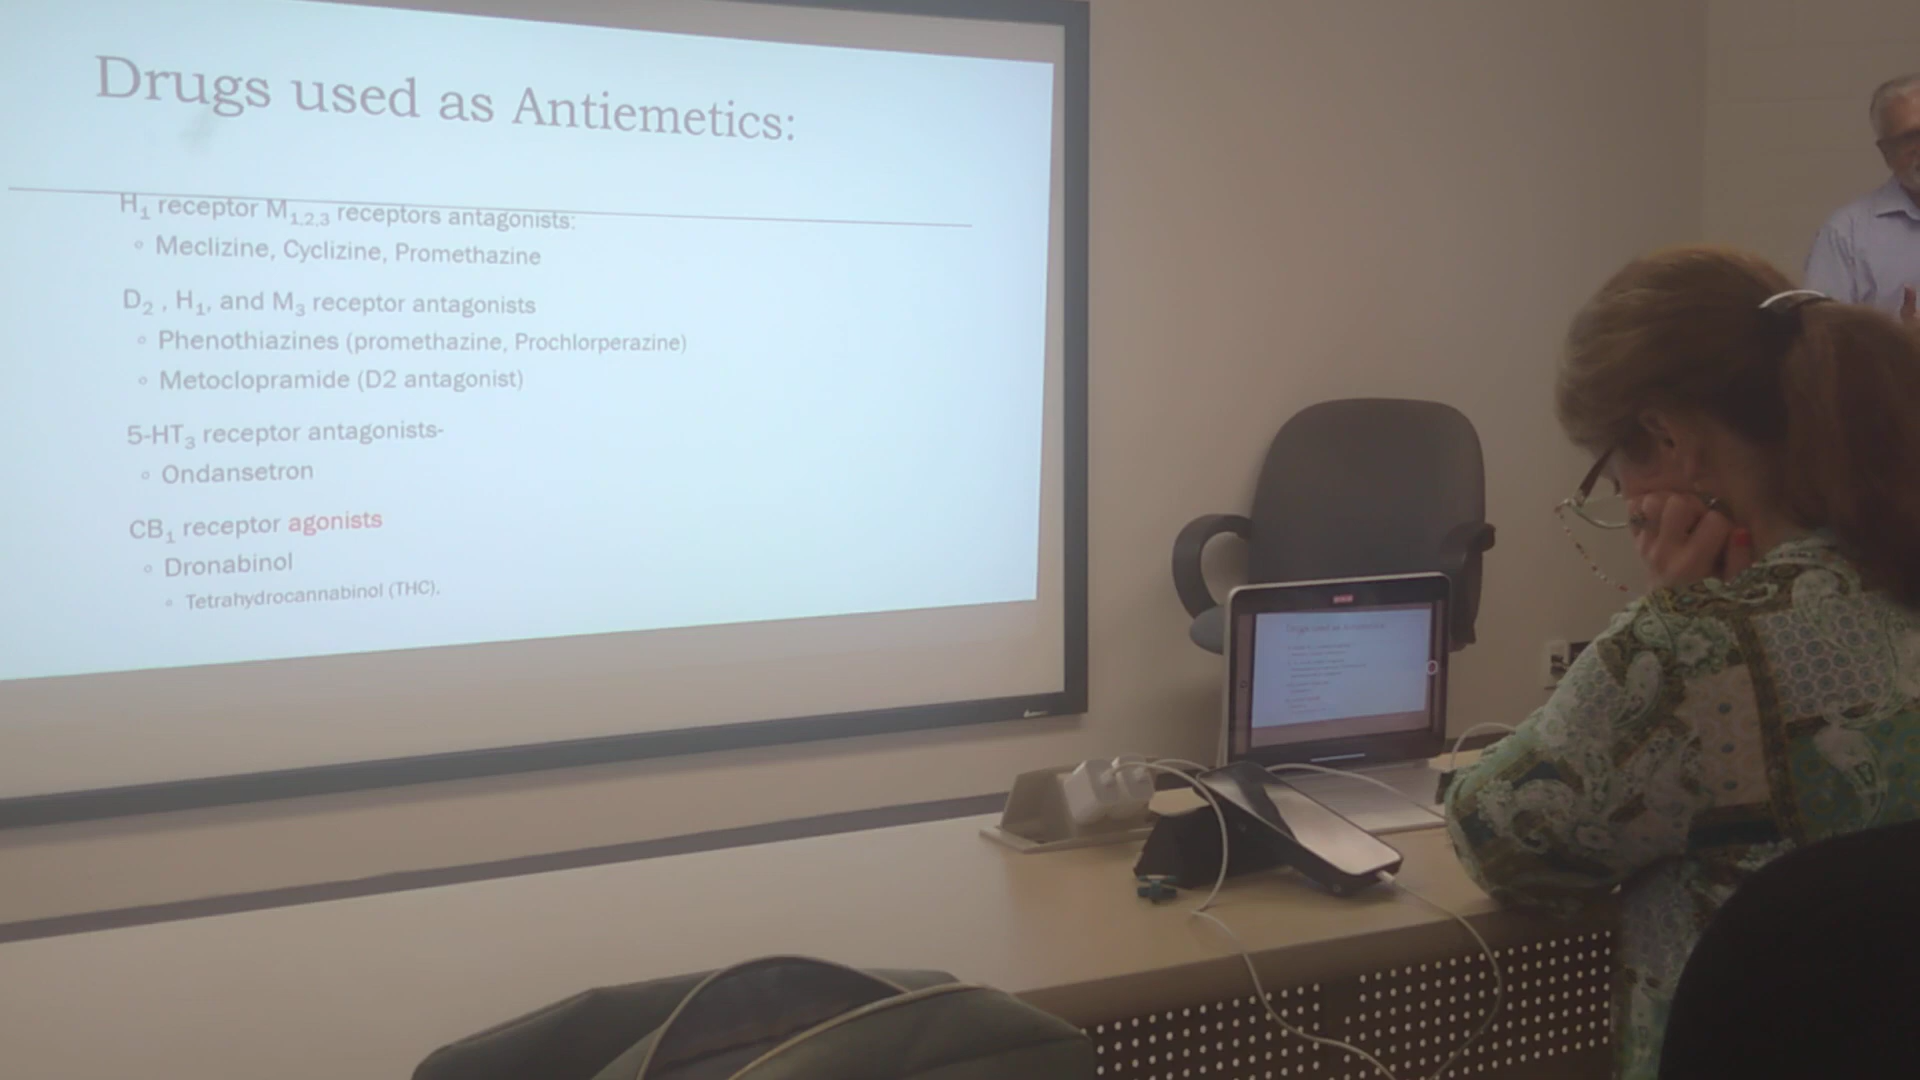 Drugs used as Antiemetics:
H₁ receptor M₁,₂,₃ receptors antagonists:
◦ Meclizine, Cyclizine, Promethazine
D₂ , H₁, and M₃ receptor antagonists
◦ Phenothiazines (promethazine, Prochlorperazine)
◦ Metoclopramide (D2 antagonist)
5-HT₃ receptor antagonists-
◦ Ondansetron
CB₁ receptor agonists
◦ Dronabinol
◦ Tetrahydrocannabinol (THC).